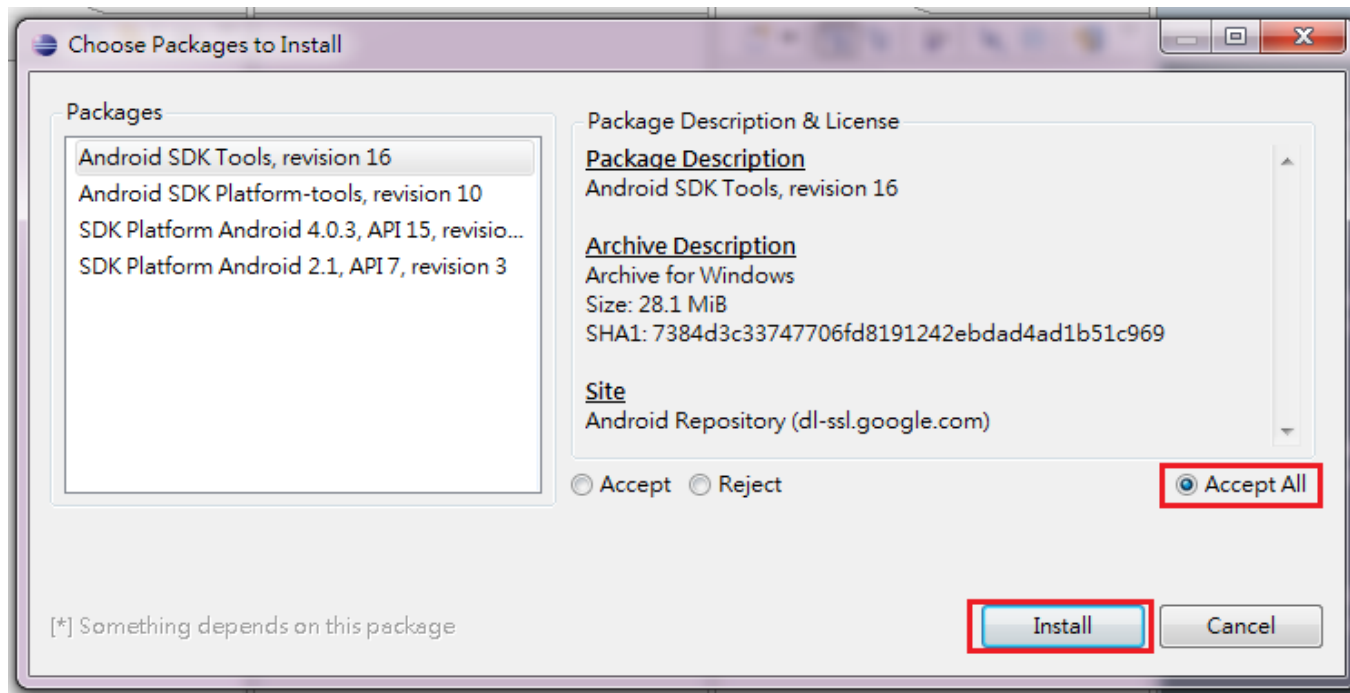 Choose Packages to Install
Packages
Android SDK Tools, revision 16
Android SDK Platform-tools, revision 10
SDK Platform Android 4.0.3, API 15, revisio...
SDK Platform Android 2.1, API 7, revision 3
Package Description & License
Package Description
Android SDK Tools, revision 16
Archive Description
Archive for Windows
Size: 28.1 MiB
SHA1: 7384d3c33747706fd8191242ebdad4ad1b51c969
Site
Android Repository (dl-ssl.google.com)
Accept Reject Accept All
[*] Something depends on this package
Install Cancel